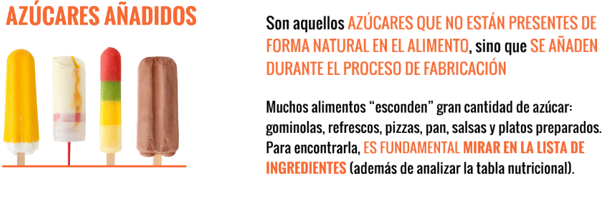 AZÚCARES AÑADIDOS
Son aquellos AZÚCARES QUE NO ESTÁN PRESENTES DE
FORMA NATURAL EN EL ALIMENTO, sino que SE AÑADEN
DURANTE EL PROCESO DE FABRICACIÓN
Muchos alimentos “esconden” gran cantidad de azúcar:
gominolas, refrescos, pizzas, pan, salsas y platos preparados.
Para encontrarla, ES FUNDAMENTAL MIRAR EN LA LISTA DE
INGREDIENTES (además de analizar la tabla nutricional).